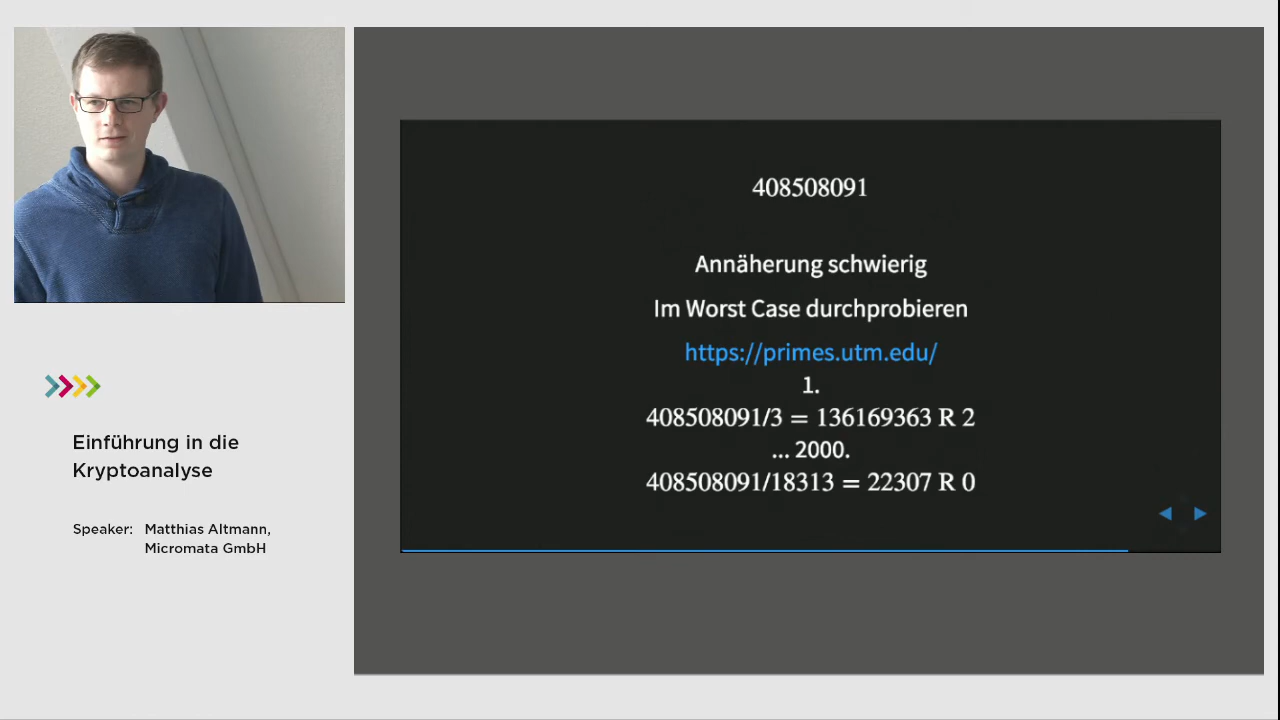 408508091
Annäherung schwierig
Im Worst Case durchprobieren
https://primes.utm.edu/
1.
408508091/3 = 136169363 R 2
... 2000.
408508091/18313 = 22307 R 0
Einführung in die
Kryptoanalyse
Speaker: Matthias Altmann,
Micromata GmbH